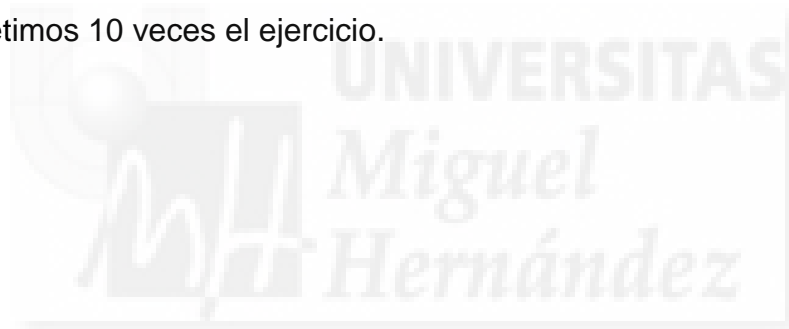 etimos 10 veces el ejercicio.
UNIVERSITAS
Miguel
Hernández